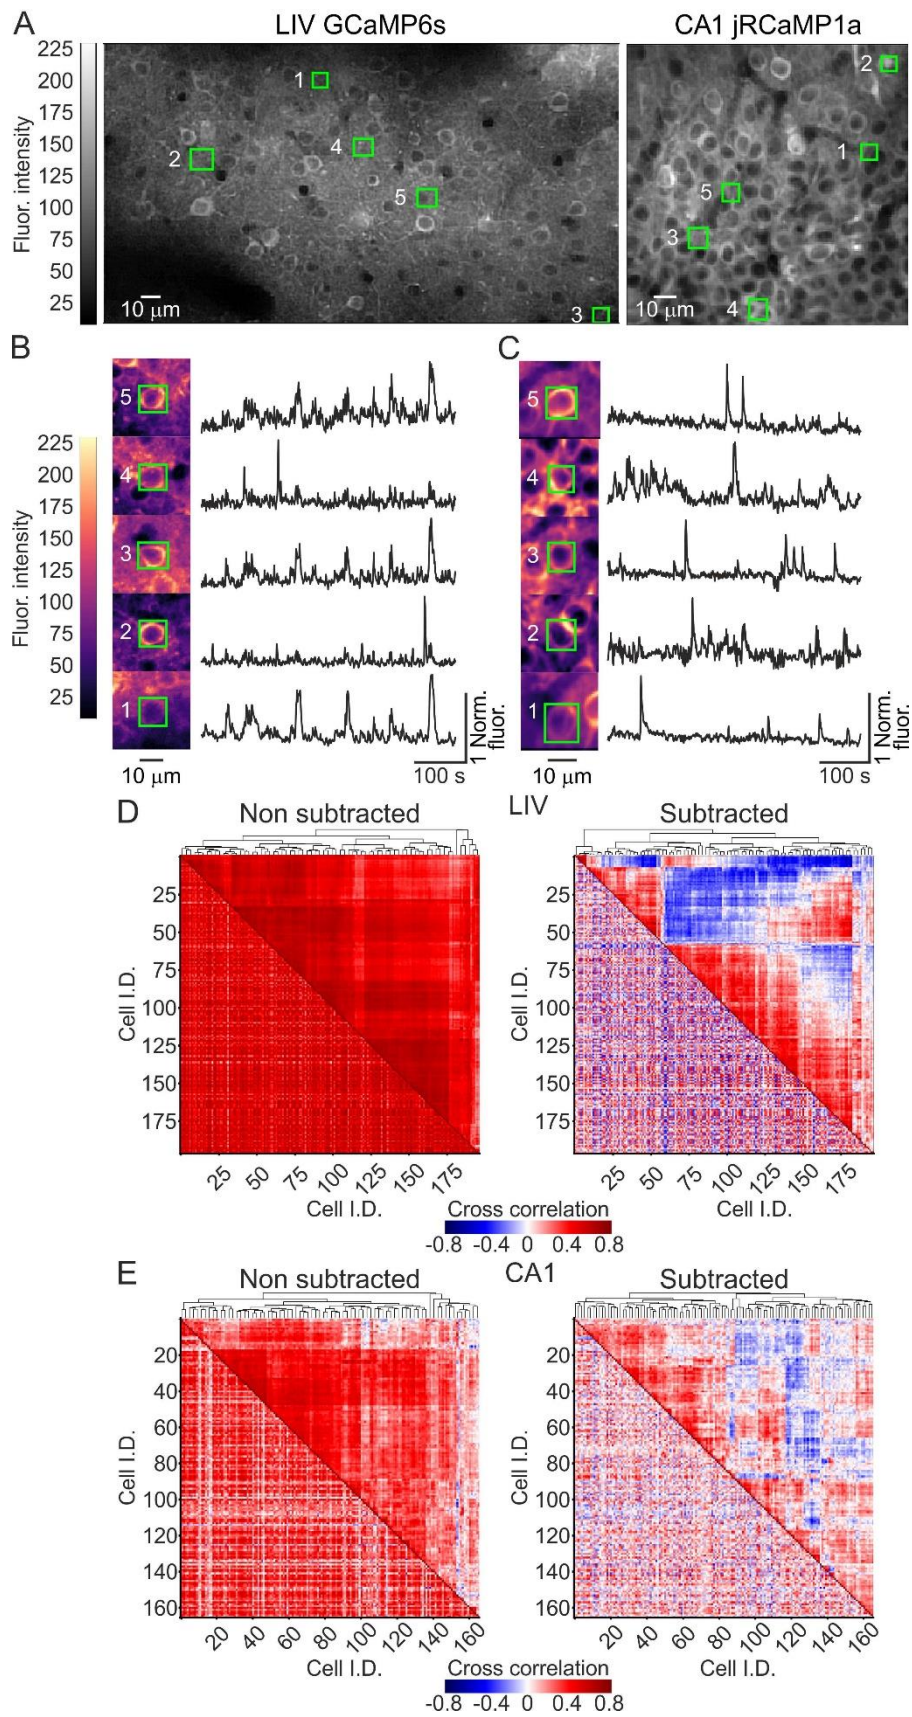 A
LIV GCaMP6s
CA1 jRCaMP1a
Fluor. intensity
225
200
175
150
125
100
75
50
25
1
2
4
5
3
10 μm
2
1
5
3
4
10 μm
B
C
Fluor. intensity
225
200
175
150
125
100
75
50
25
5
4
3
2
1
10 μm
100 s
1 Norm.
fluor.
5
4
3
2
1
10 μm
100 s
1 Norm.
fluor.
D
Non subtracted
LIV
Subtracted
Cell I.D.
25
50
75
100
125
150
175
25 50 75 100 125 150 175
Cell I.D.
Cell I.D.
25
50
75
100
125
150
175
25 50 75 100 125 150 175
Cell I.D.
Cross correlation
-0.8 -0.4 0 0.4 0.8
E
Non subtracted
CA1
Subtracted
Cell I.D.
20
40
60
80
100
120
140
160
20 40 60 80 100 120 140 160
Cell I.D.
Cell I.D.
20
40
60
80
100
120
140
160
20 40 60 80 100 120 140 160
Cell I.D.
Cross correlation
-0.8 -0.4 0 0.4 0.8